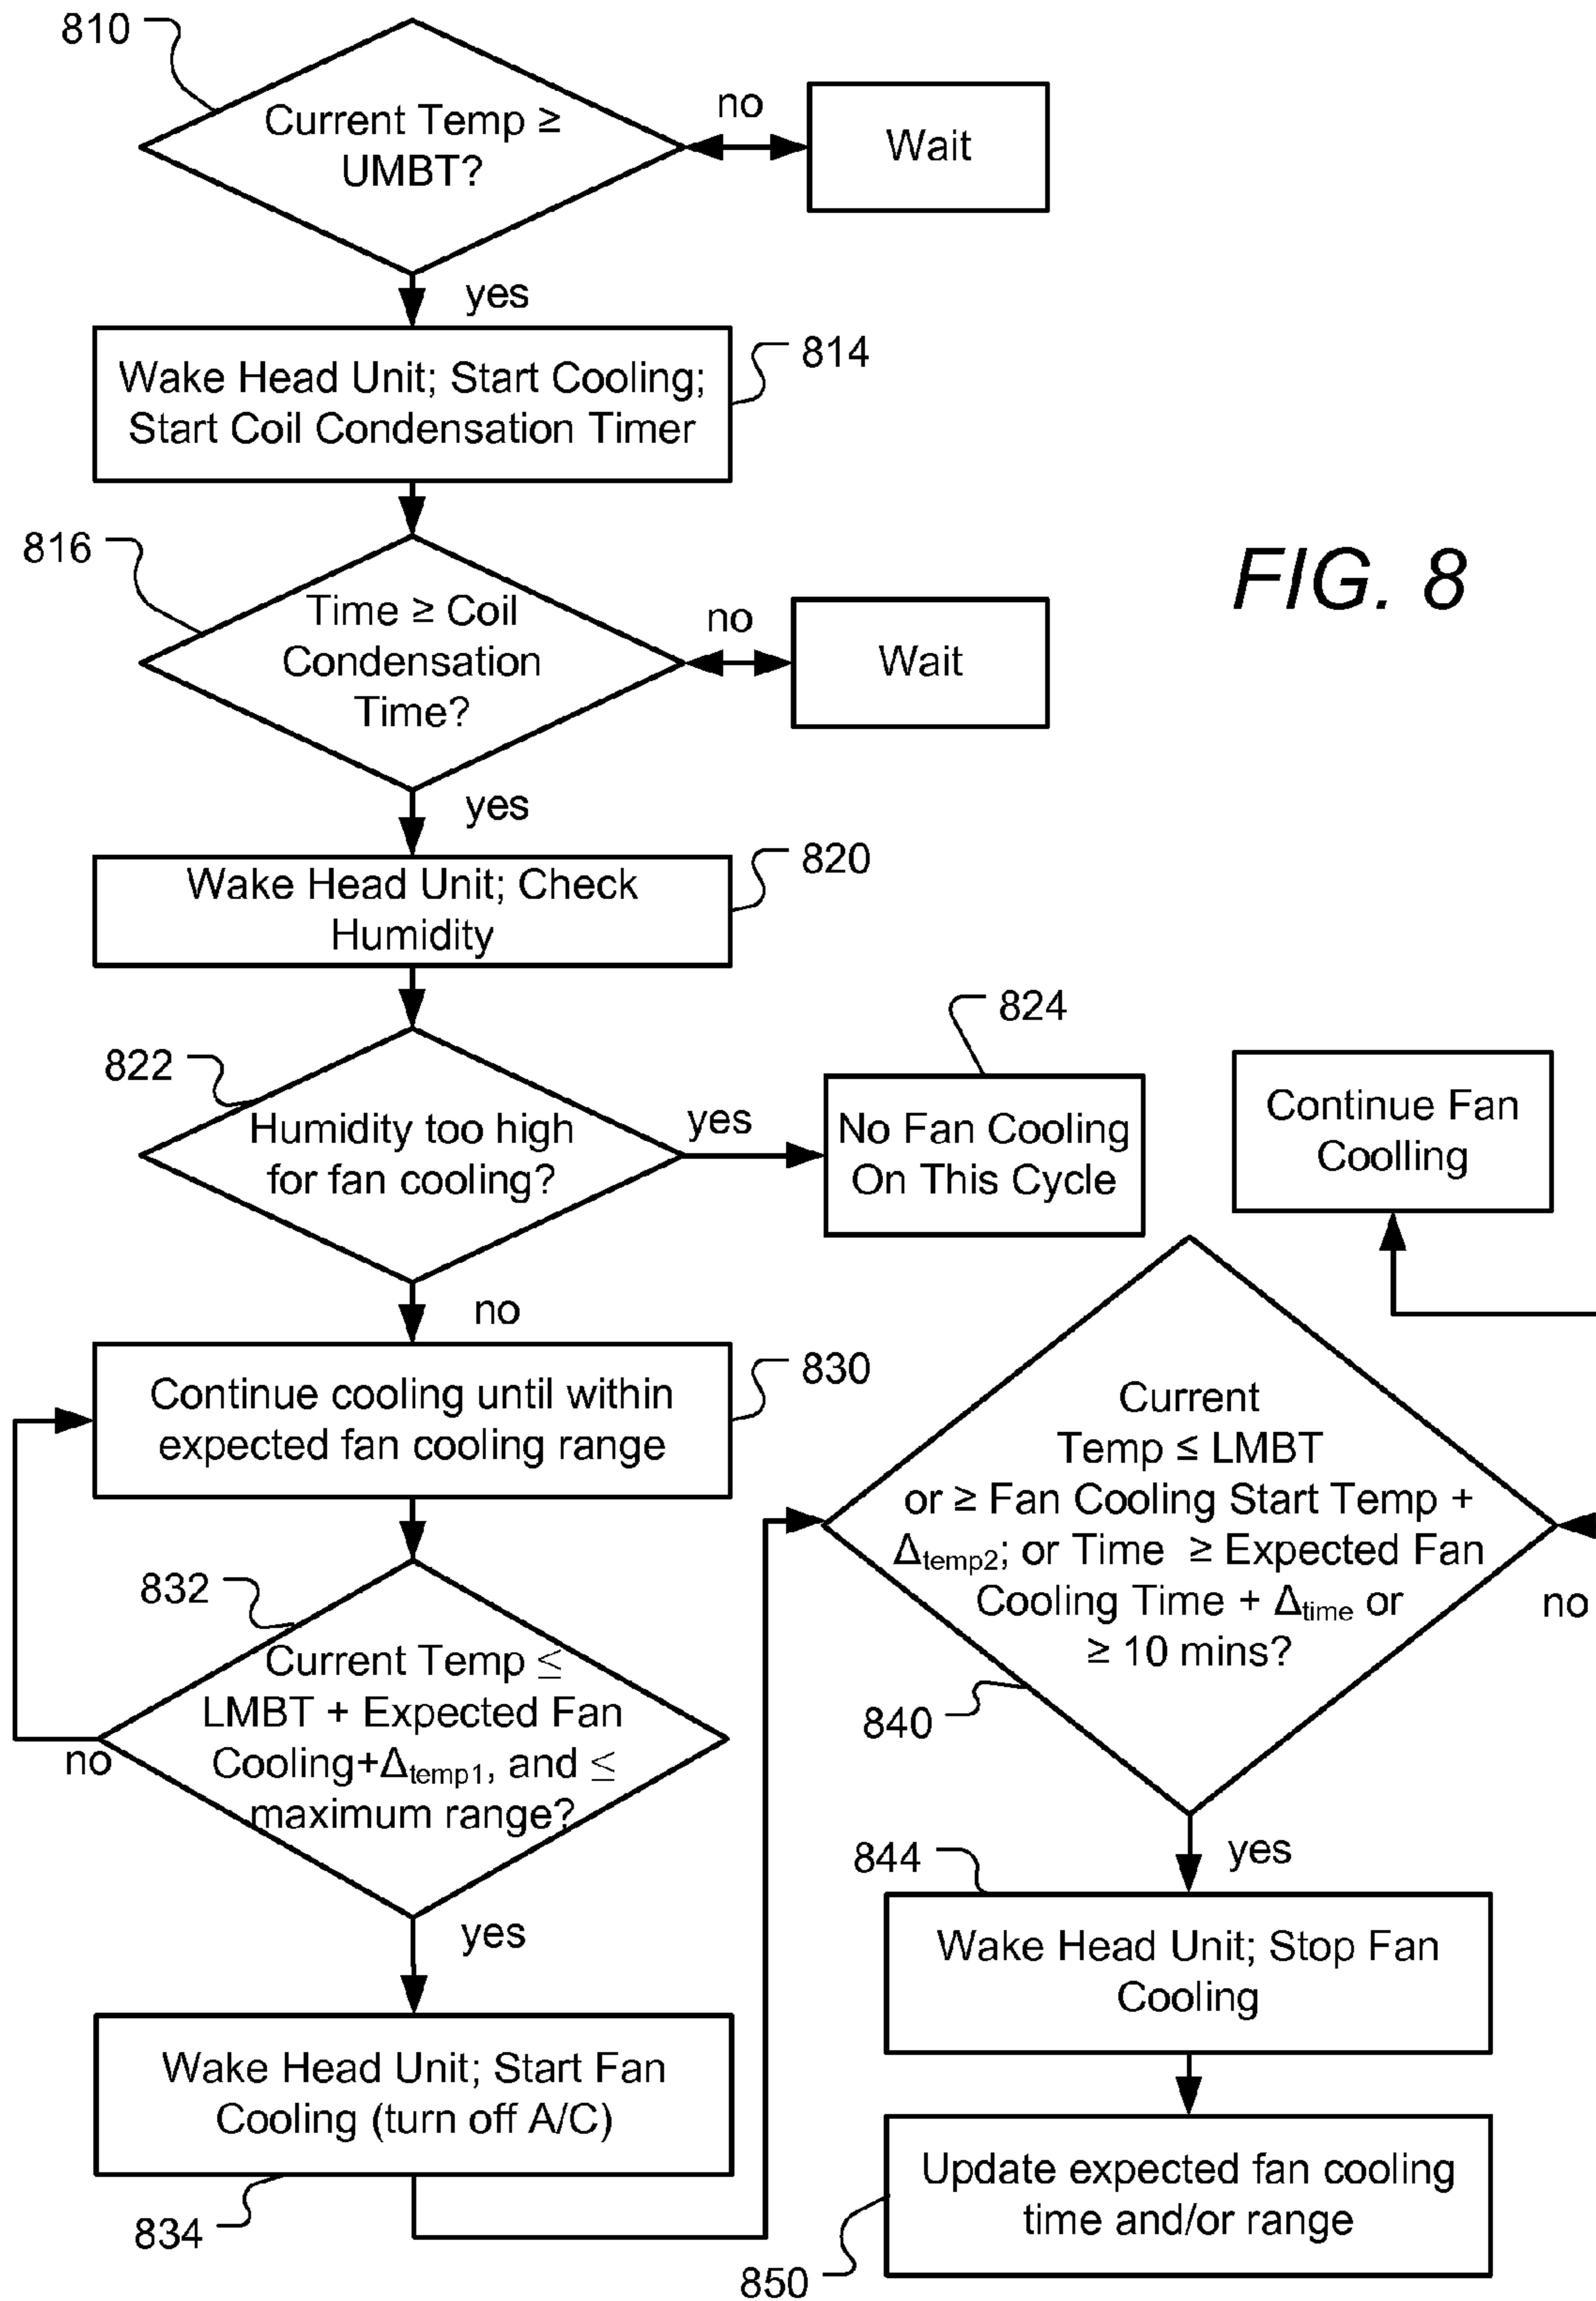 810
Current Temp ≥
UMBT?
no
Wait
yes
Wake Head Unit; Start Cooling;
Start Coil Condensation Timer
814
816
Time ≥ Coil
Condensation
Time?
no
Wait
FIG. 8
yes
Wake Head Unit; Check
Humidity
820
822
Humidity too high
for fan cooling?
yes
824
No Fan Cooling
On This Cycle
no
Continue cooling until within
expected fan cooling range
830
832
Current Temp ≤
LMBT + Expected Fan
Cooling+Δtemp1, and ≤
maximum range?
no
yes
Wake Head Unit; Start Fan
Cooling (turn off A/C)
834
Continue Fan
Coolling
Current
Temp ≤ LMBT
or ≥ Fan Cooling Start Temp +
Δtemp2; or Time ≥ Expected Fan
Cooling Time + Δtime or
≥ 10 mins?
no
840
yes
844
Wake Head Unit; Stop Fan
Cooling
Update expected fan cooling
time and/or range
850